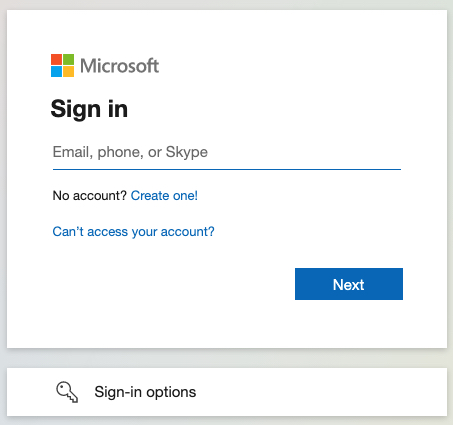 Microsoft
Sign in
Email, phone, or Skype
No account? Create one!
Can’t access your account?
Next
Sign-in options